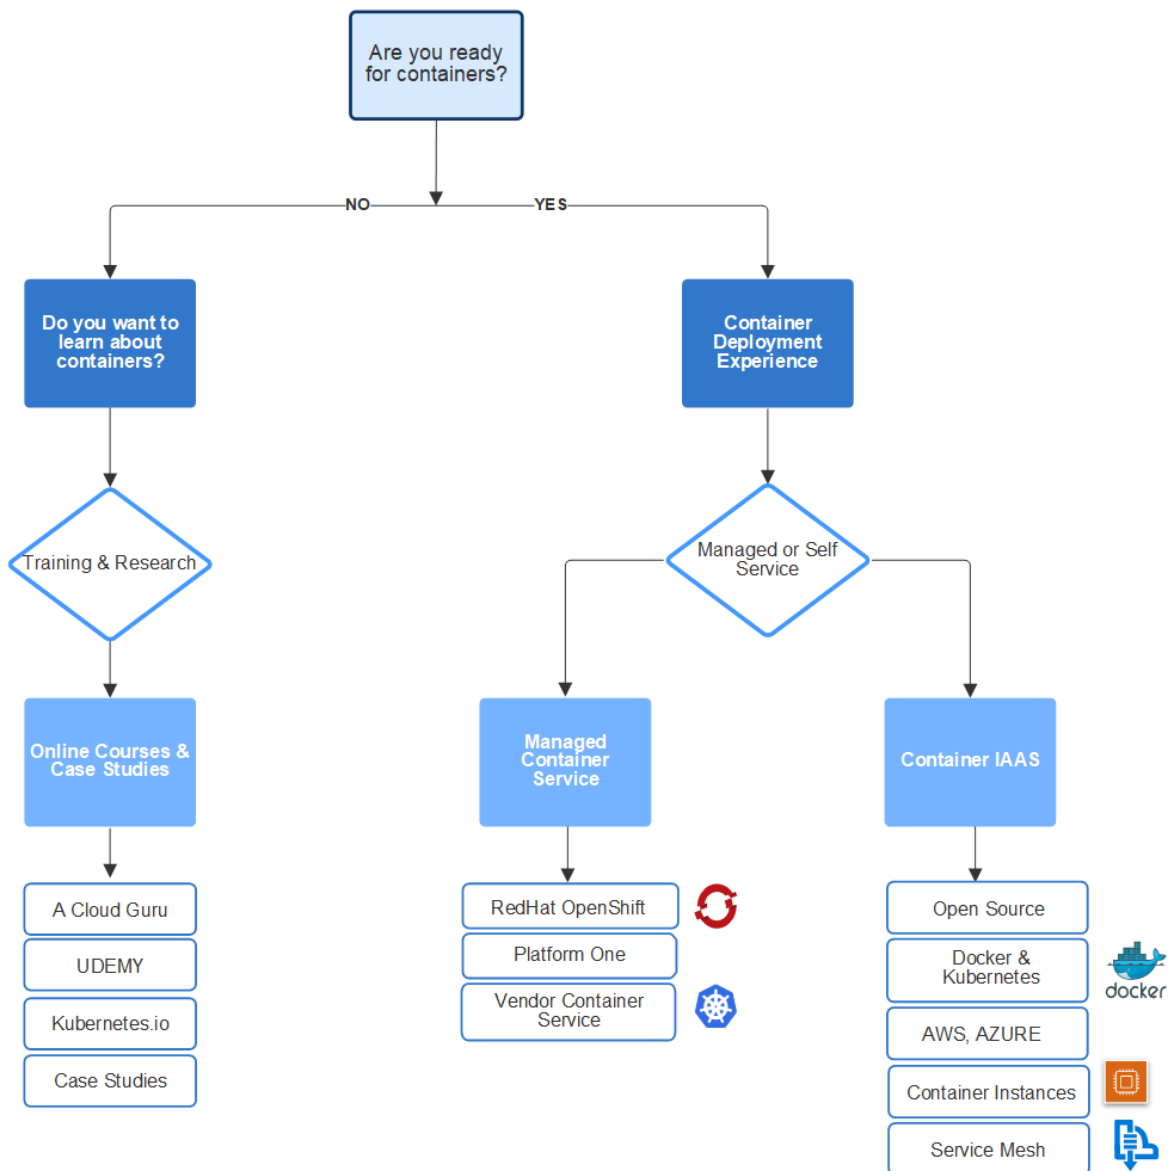 Are you ready
for containers?
NO
YES
Do you want to
learn about
containers?
Container
Deployment
Experience
Training & Research
Managed or Self
Service
Online Courses &
Case Studies
Managed
Container
Service
Container IAAS
A Cloud Guru
UDEMY
Kubernetes.io
Case Studies
RedHat OpenShift
Platform One
Vendor Container
Service
Open Source
Docker &
Kubernetes
docker
AWS, AZURE
Container Instances
Service Mesh